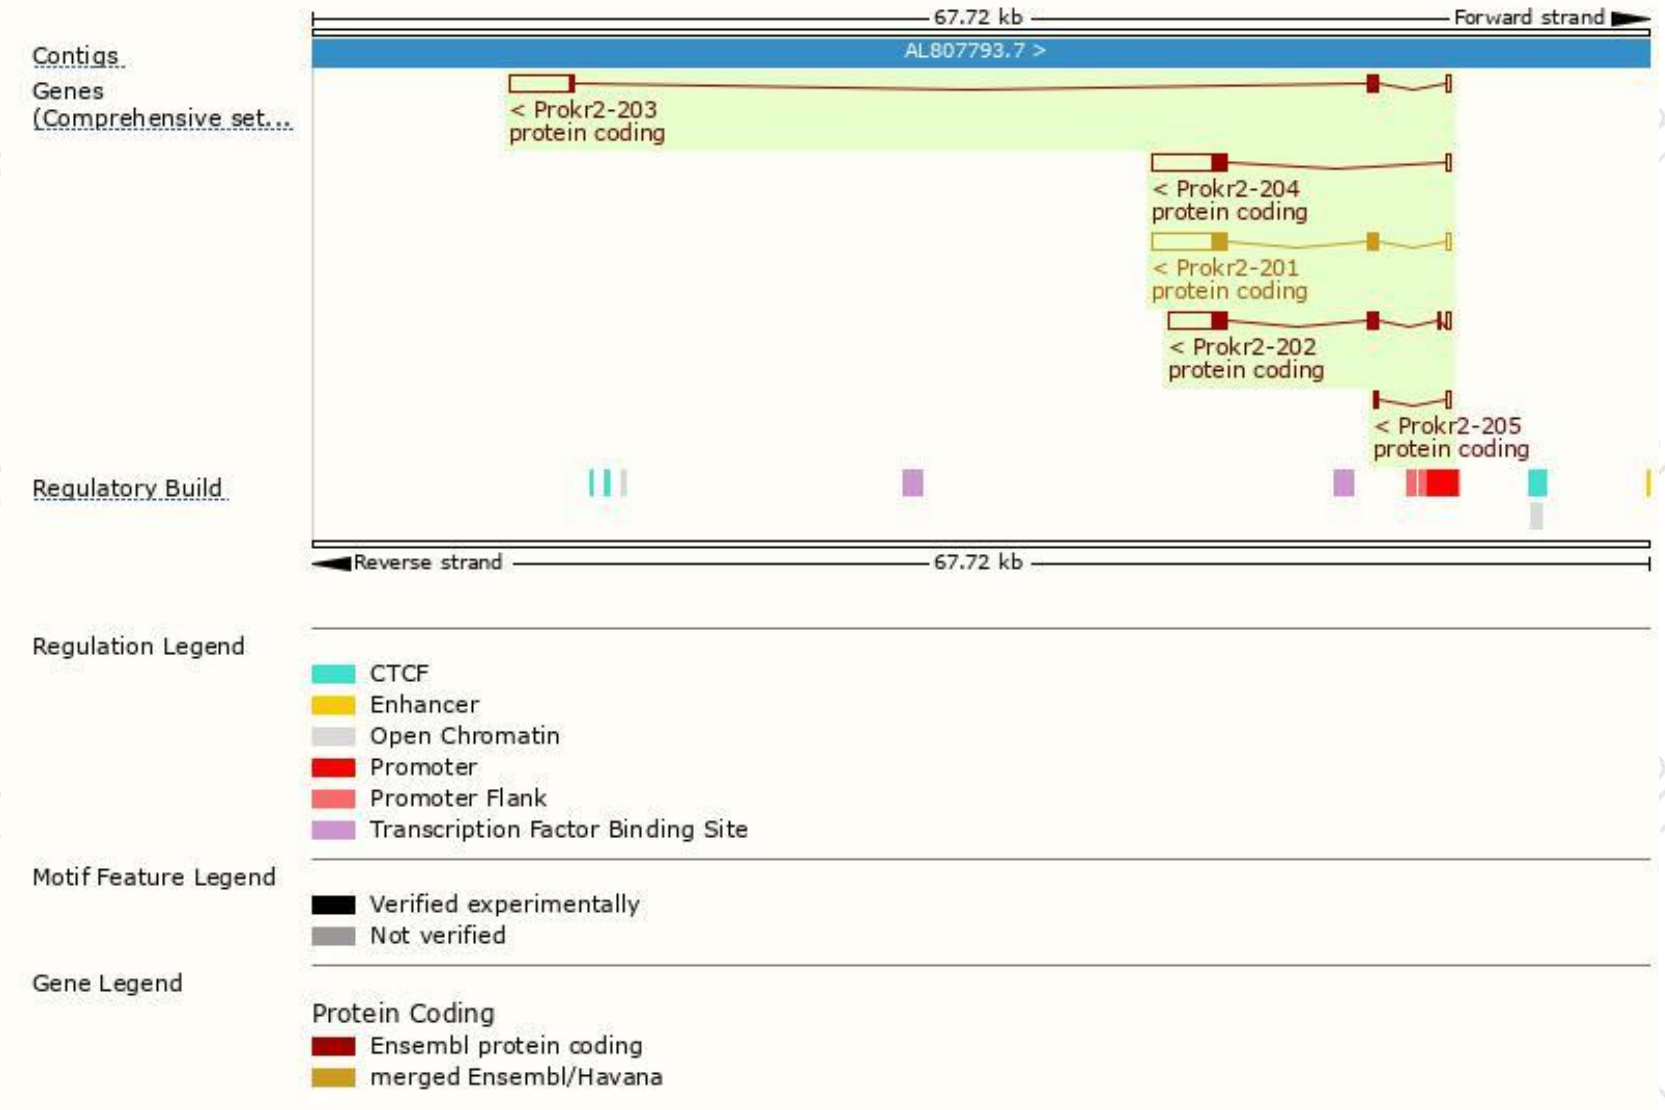 67.72 kb Forward strand
Contigs AL807793.7 >
Genes
(Comprehensive set...
< Prokr2-203
protein coding
< Prokr2-204
protein coding
< Prokr2-201
protein coding
< Prokr2-202
protein coding
< Prokr2-205
protein coding
Regulatory Build
Reverse strand 67.72 kb
Regulation Legend
CTCF
Enhancer
Open Chromatin
Promoter
Promoter Flank
Transcription Factor Binding Site
Motif Feature Legend
Verified experimentally
Not verified
Gene Legend
Protein Coding
Ensembl protein coding
merged Ensembl/Havana